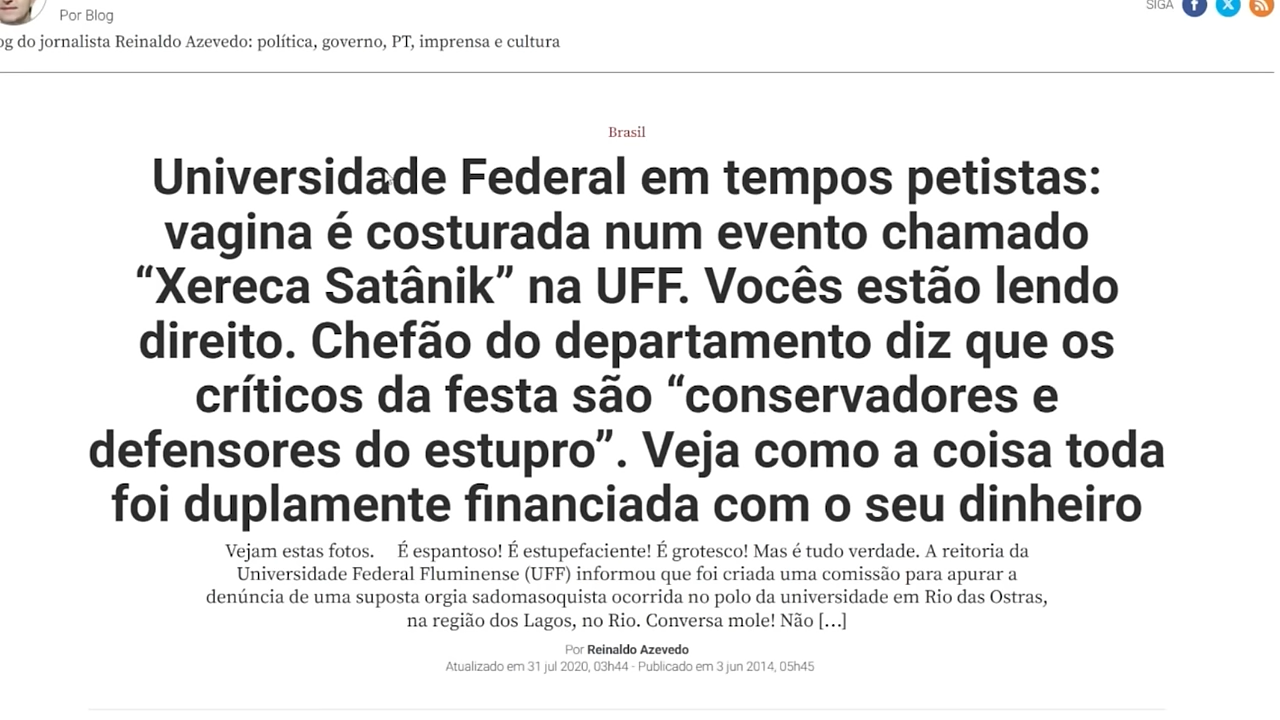 Por Blog
SIGA
og do jornalista Reinaldo Azevedo: política, governo, PT, imprensa e cultura
Brasil
Universidade Federal em tempos petistas:
vagina é costurada num evento chamado
“Xereca Satânik” na UFF. Vocês estão lendo
direito. Chefão do departamento diz que os
críticos da festa são “conservadores e
defensores do estupro”. Veja como a coisa toda
foi duplamente financiada com o seu dinheiro
Vejam estas fotos. É espantoso! É estupefaciente! É grotesco! Mas é tudo verdade. A reitoria da
Universidade Federal Fluminense (UFF) informou que foi criada uma comissão para apurar a
denúncia de uma suposta orgia sadomasoquista ocorrida no polo da universidade em Rio das Ostras,
na região dos Lagos, no Rio. Conversa mole! Não [...]
Por Reinaldo Azevedo
Atualizado em 31 jul 2020, 03h44 - Publicado em 3 jun 2014, 05h45